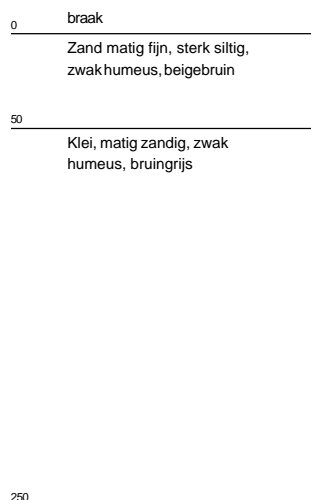 braak
0
Zand matig fijn, sterk siltig,
zwak humeus, beigebruin
50
Klei, matig zandig, zwak
humeus, bruingrijs
250